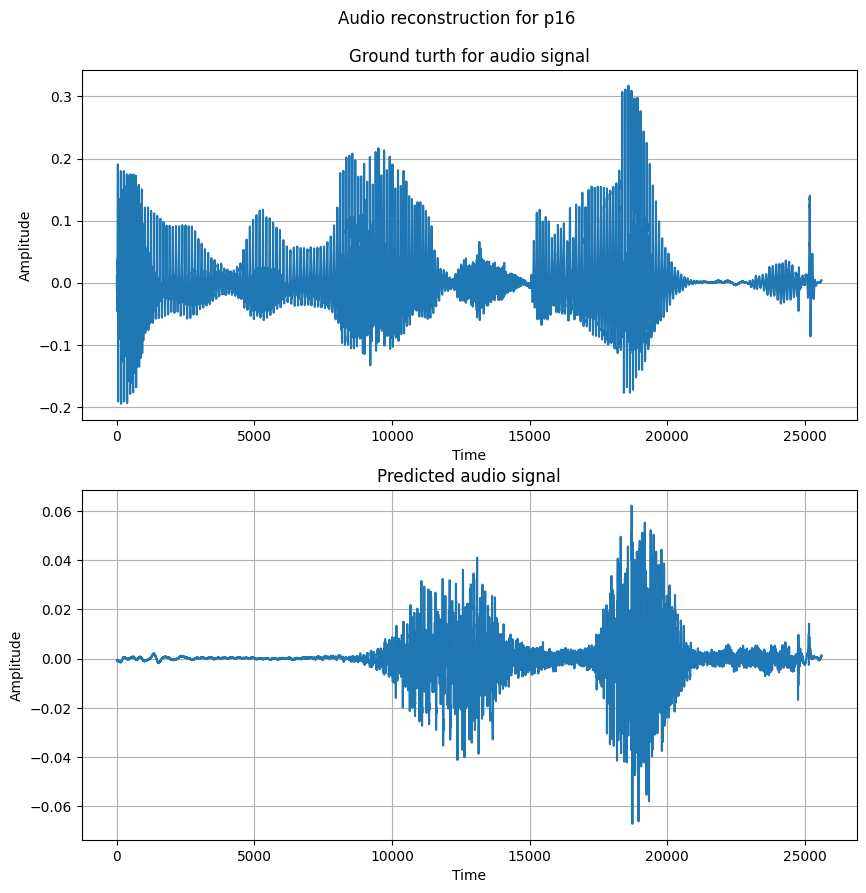 Audio reconstruction for p16
Ground turth for audio signal
0.3
0.2
0.1
0.0
−0.1
−0.2
Amplitude
0 5000 10000 15000 20000 25000
Time
Predicted audio signal
0.06
0.04
0.02
0.00
−0.02
−0.04
−0.06
Amplitude
0 5000 10000 15000 20000 25000
Time